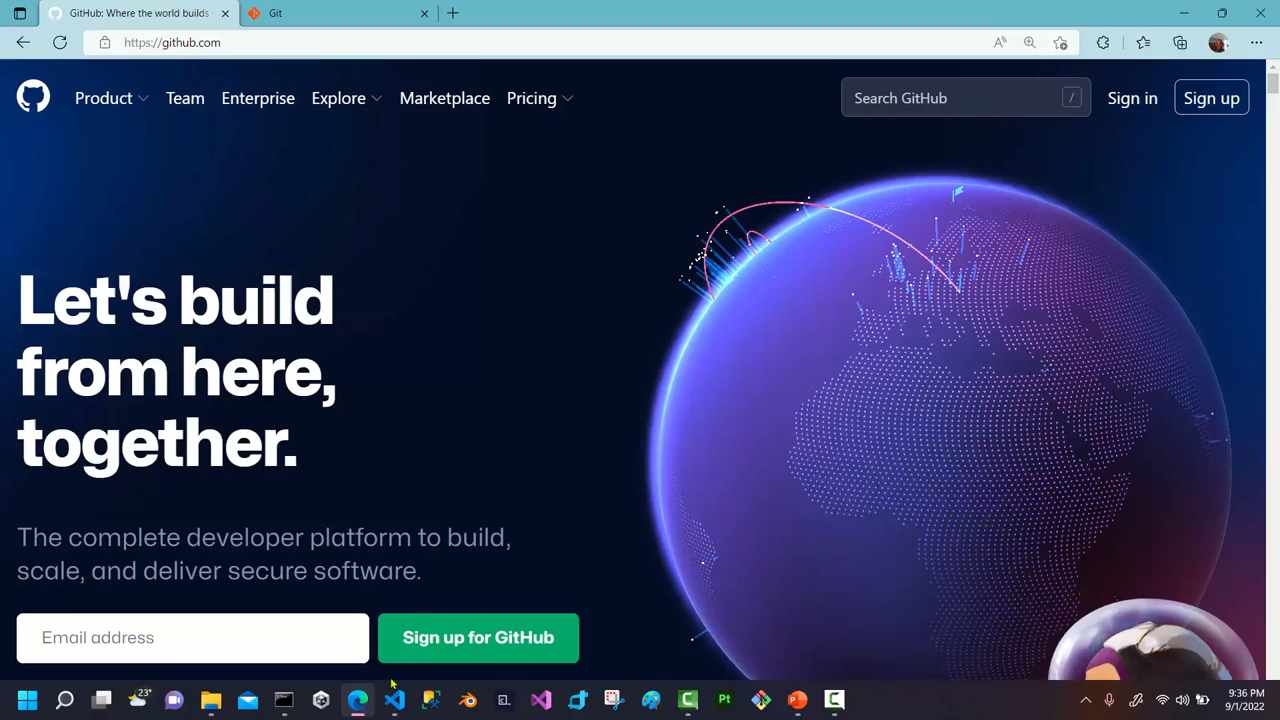 GitHub: Where the world builds
Git
https://github.com
Product
Team
Enterprise
Explore
Marketplace
Pricing
Search GitHub
/
Sign in
Sign up
Let's build
from here,
together.
The complete developer platform to build,
scale, and deliver secure software.
Email address
Sign up for GitHub
23°
Pt
9:36 PM
9/1/2022